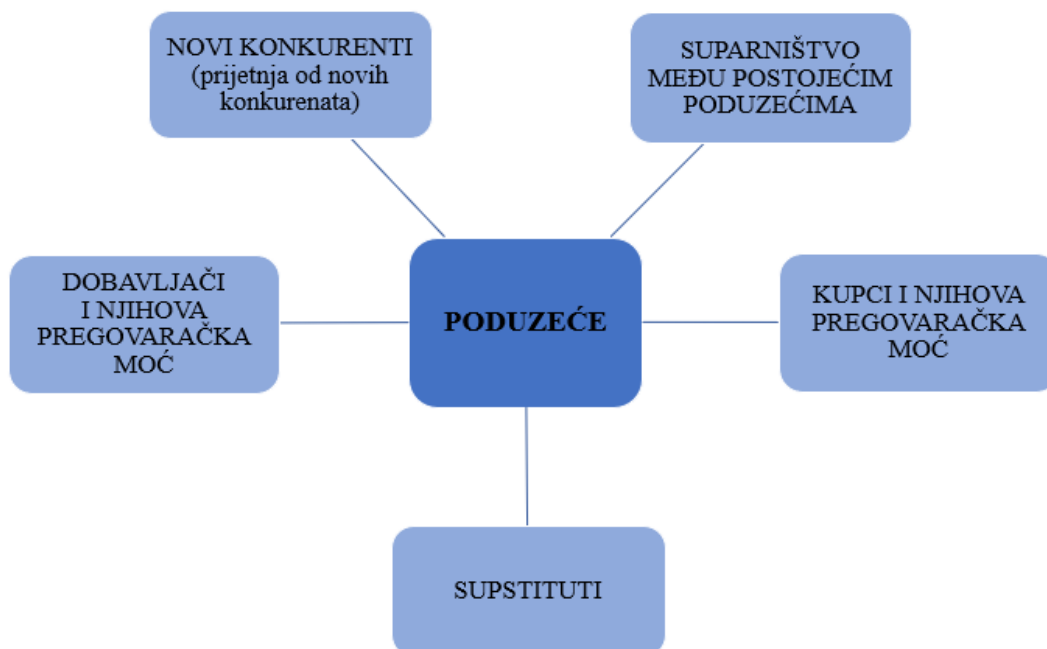 NOVI KONKURENTI
(prijetnja od novih
konkurenata)
SUPARNIŠTVO
MEĐU POSTOJEĆIM
PODUZEĆIMA
DOBAVLJAČI
I NJIHOVA
PREGOVARAČKA
MOĆ
PODUZEĆE
KUPCI I NJIHOVA
PREGOVARAČKA
MOĆ
SUPSTITUTI